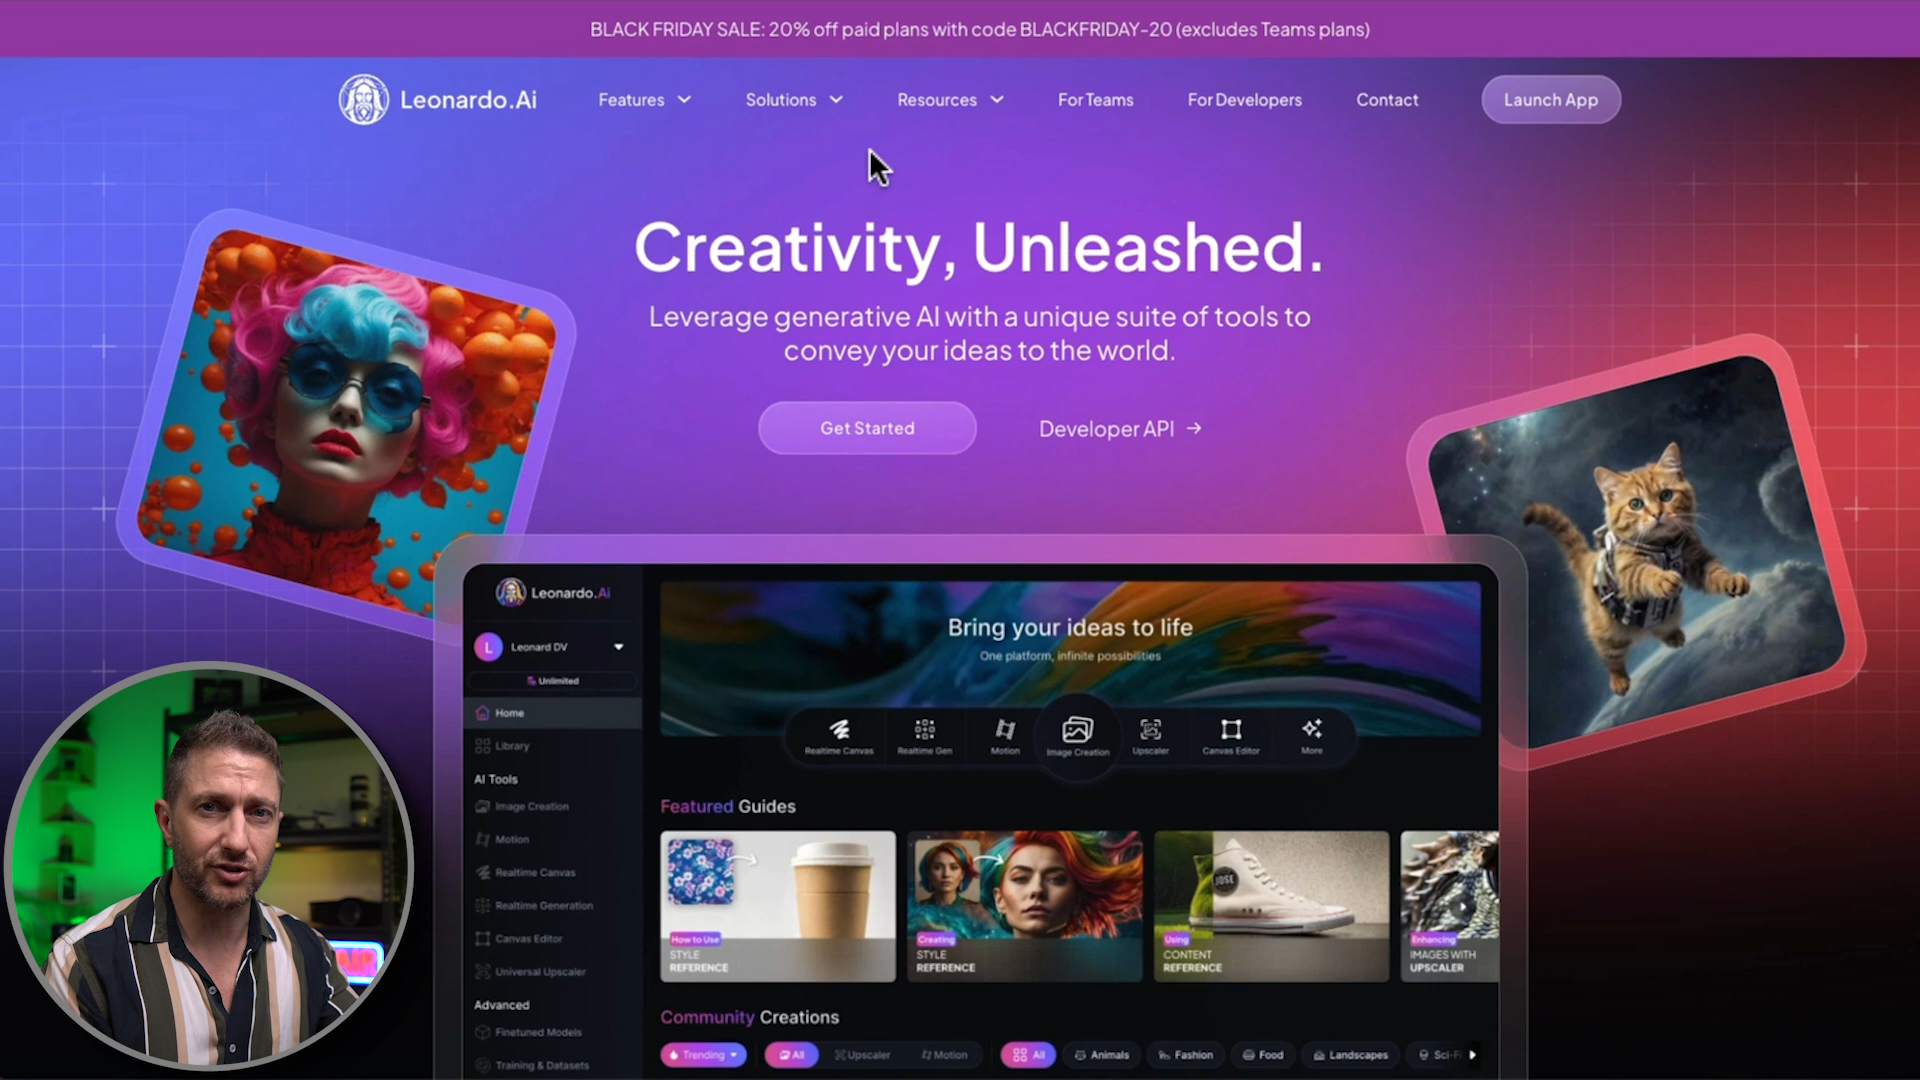 BLACK FRIDAY SALE: 20% off paid plans with code BLACKFRIDAY-20 (excludes Teams plans)
Leonardo.Ai
Features
Solutions
Resources
For Teams
For Developers
Contact
Launch App
Creativity, Unleashed.
Leverage generative AI with a unique suite of tools to
convey your ideas to the world.
Get Started
Developer API →
Leonardo.Ai
L
Leonard DV
Unlimited
Home
Library
AI Tools
Image Creation
Motion
Realtime Canvas
Realtime Generation
Canvas Editor
Universal Upscaler
Advanced
Finetuned Models
Training & Datasets
Bring your ideas to life
One platform, infinite possibilities
Realtime Canvas
Realtime Gen
Motion
Image Creation
Upscaler
Canvas Editor
More
Featured Guides
How to Use
STYLE
REFERENCE
Creating
STYLE
REFERENCE
JOSE
Using
CONTENT
REFERENCE
Enhancing
IMAGES WITH
UPSCALER
Community Creations
Trending
All
Upscaler
Motion
All
Animals
Fashion
Food
Landscapes